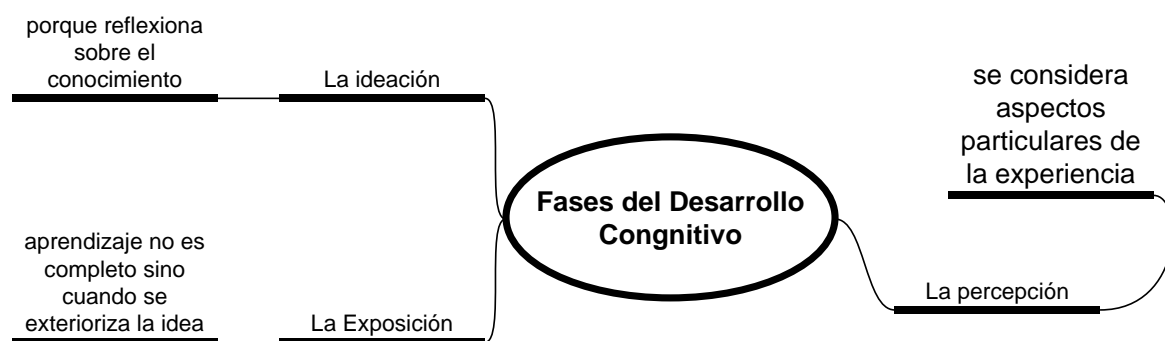 porque reflexiona
sobre el
conocimiento
La ideación
se considera
aspectos
particulares de
la experiencia
Fases del Desarrollo
Congnitivo
aprendizaje no es
completo sino
cuando se
exterioriza la idea
La Exposición
La percepción